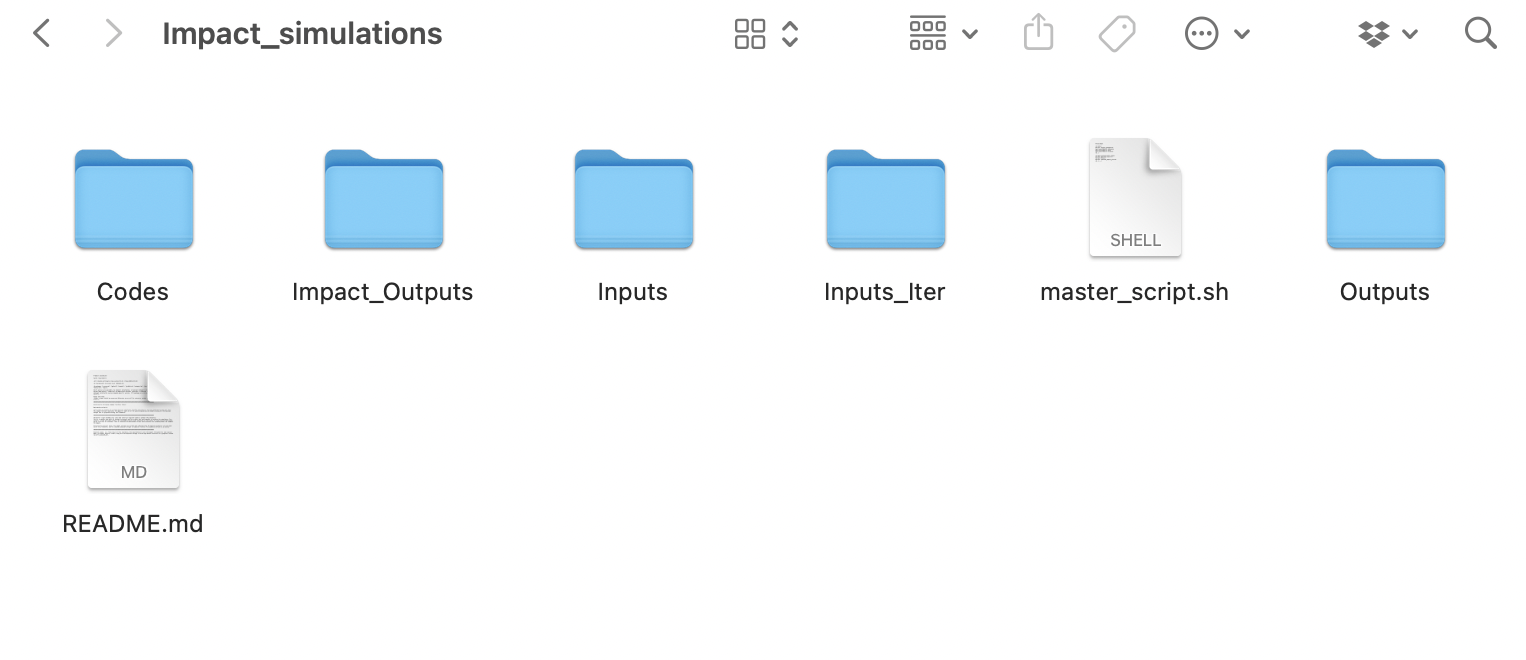 Impact_simulations
SHELL
Codes
Impact_Outputs
Inputs
Inputs_Iter
master_script.sh
Outputs
MD
README.md